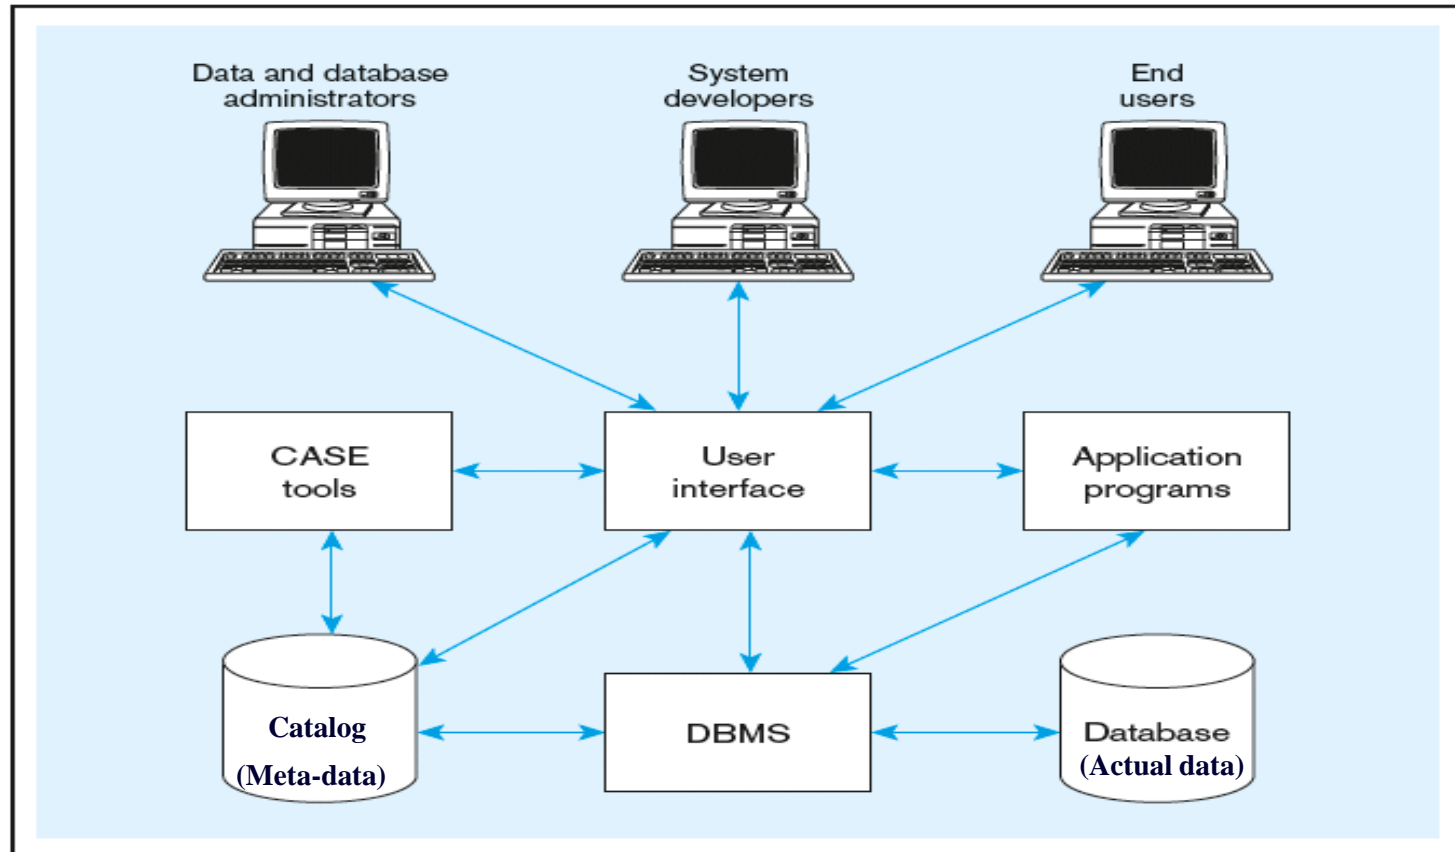 Data and database
administrators
System
developers
End
users
CASE
tools
User
interface
Application
programs
Catalog
(Meta-data)
DBMS
Database
(Actual data)